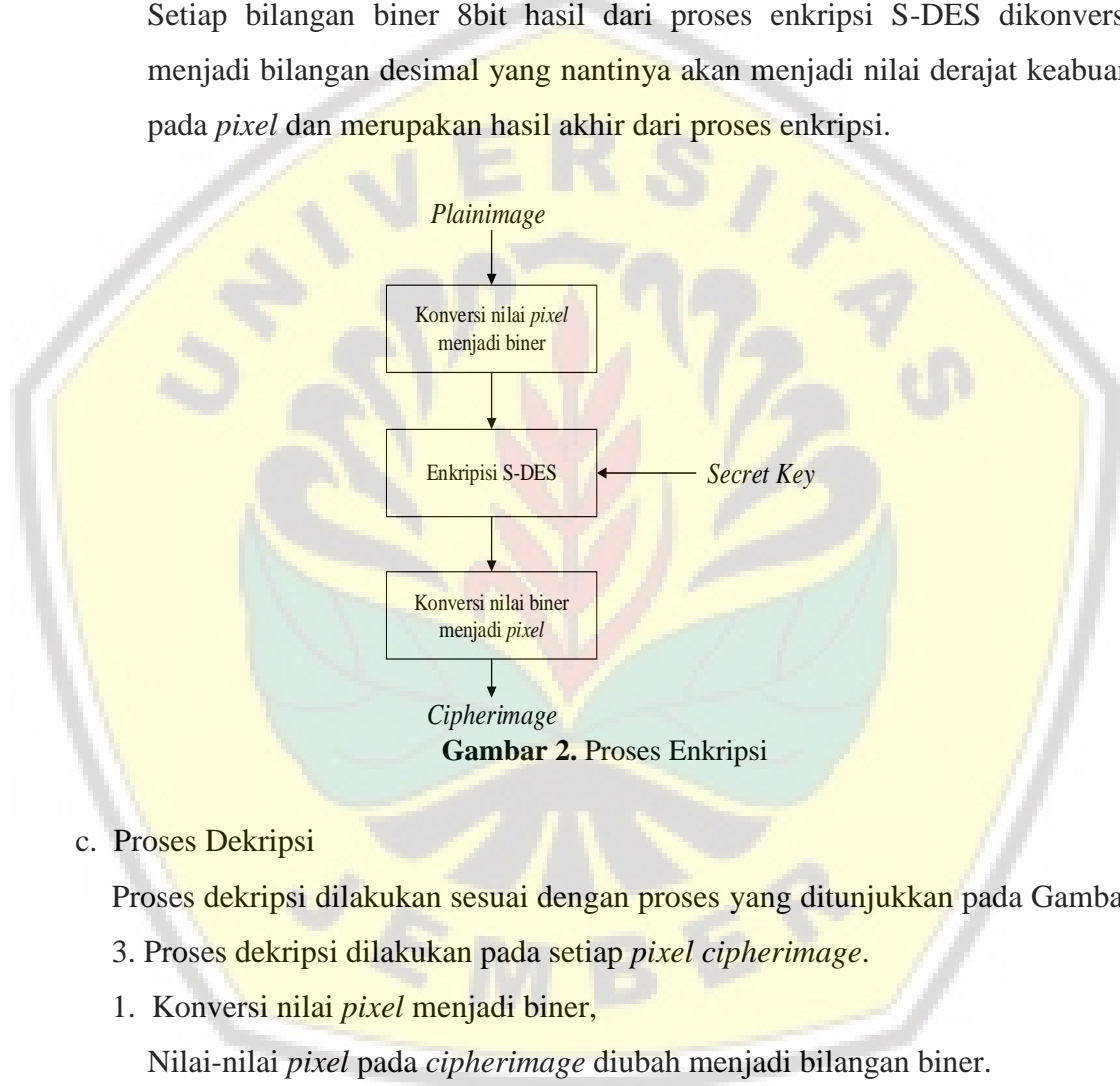 Setiap bilangan biner 8bit hasil dari proses enkripsi S-DES dikonvers
menjadi bilangan desimal yang nantinya akan menjadi nilai derajat keabuan
pada pixel dan merupakan hasil akhir dari proses enkripsi.
UNIVERSITAS
Plainimage
Konversi nilai pixel
menjadi biner
Enkripisi S-DES
Secret Key
Konversi nilai biner
menjadi pixel
Cipherimage
Gambar 2. Proses Enkripsi
c. Proses Dekripsi
Proses dekripsi dilakukan sesuai dengan proses yang ditunjukkan pada Gamba
3. Proses dekripsi dilakukan pada setiap pixel cipherimage.
JEMBER
1. Konversi nilai pixel menjadi biner,
Nilai-nilai pixel pada cipherimage diubah menjadi bilangan biner.